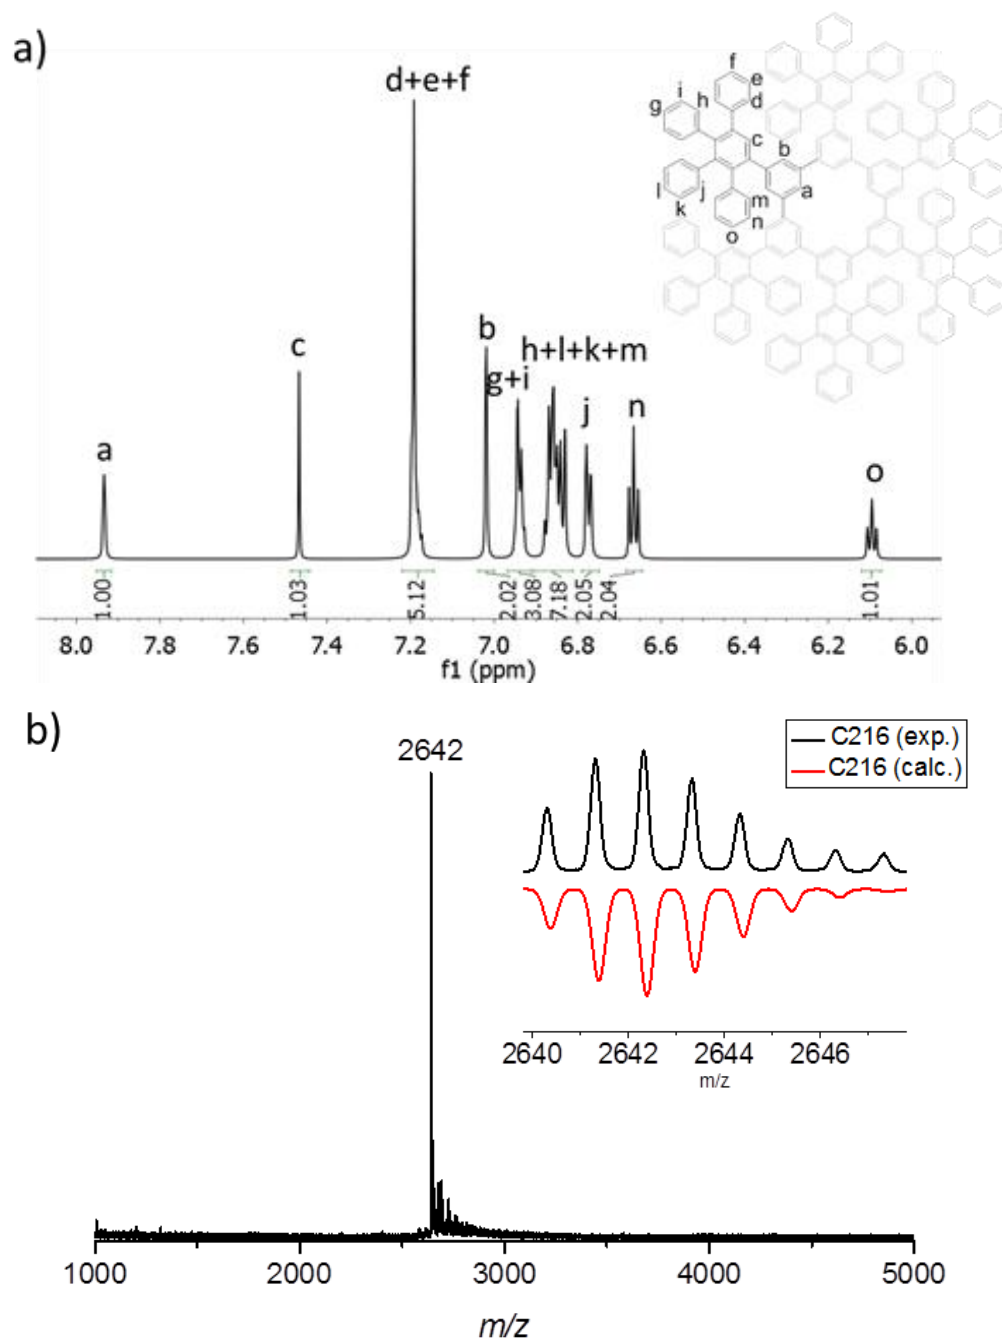 a)
d+e+f
c
b
h+l+k+m
g+i
a
j
n
o
f
e
i
d
h
g
c
b
l
j
a
k
m
n
o
1.00
1.03
5.12
2.02
3.08
7.18
2.05
2.04
1.01
8.0 7.8 7.6 7.4 7.2 7.0 6.8 6.6 6.4 6.2 6.0
f1 (ppm)
b)
2642
C216 (exp.)
C216 (calc.)
2640 2642 2644 2646
m/z
1000 2000 3000 4000 5000
m/z